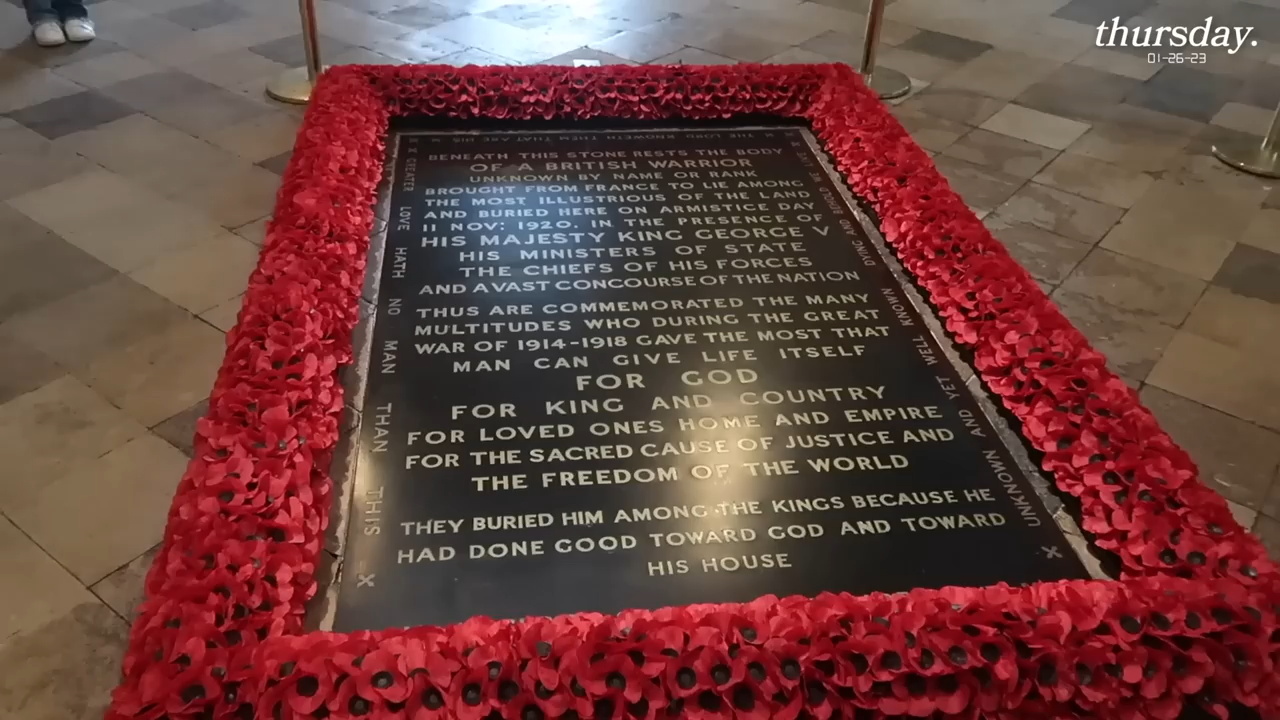 thursday.
01-26-23
THE LORD KNOWETH THEM THAT ARE HIS
BENEATH THIS STONE RESTS THE BODY
OF A BRITISH WARRIOR
UNKNOWN BY NAME OR RANK
BROUGHT FROM FRANCE TO LIE AMONG
THE MOST ILLUSTRIOUS OF THE LAND
AND BURIED HERE ON ARMISTICE DAY
11 NOV: 1920. IN THE PRESENCE OF
HIS MAJESTY KING GEORGE V
HIS MINISTERS OF STATE
THE CHIEFS OF HIS FORCES
AND A VAST CONCOURSE OF THE NATION
THUS ARE COMMEMORATED THE MANY
MULTITUDES WHO DURING THE GREAT
WAR OF 1914-1918 GAVE THE MOST THAT
MAN CAN GIVE LIFE ITSELF
FOR GOD
FOR KING AND COUNTRY
FOR LOVED ONES HOME AND EMPIRE
FOR THE SACRED CAUSE OF JUSTICE AND
THE FREEDOM OF THE WORLD
THEY BURIED HIM AMONG THE KINGS BECAUSE HE
HAD DONE GOOD TOWARD GOD AND TOWARD
HIS HOUSE
GREATER LOVE HATH NO MAN THAN THIS
UNKNOWN AND YET WELL KNOWN DYING AND BEHOLD WE LIVE